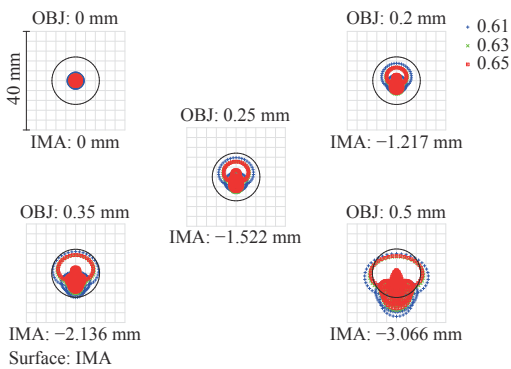 OBJ: 0 mm
OBJ: 0.2 mm
0.61
0.63
0.65
40 mm
IMA: 0 mm
IMA: −1.217 mm
OBJ: 0.25 mm
IMA: −1.522 mm
OBJ: 0.35 mm
OBJ: 0.5 mm
IMA: −2.136 mm
IMA: −3.066 mm
Surface: IMA